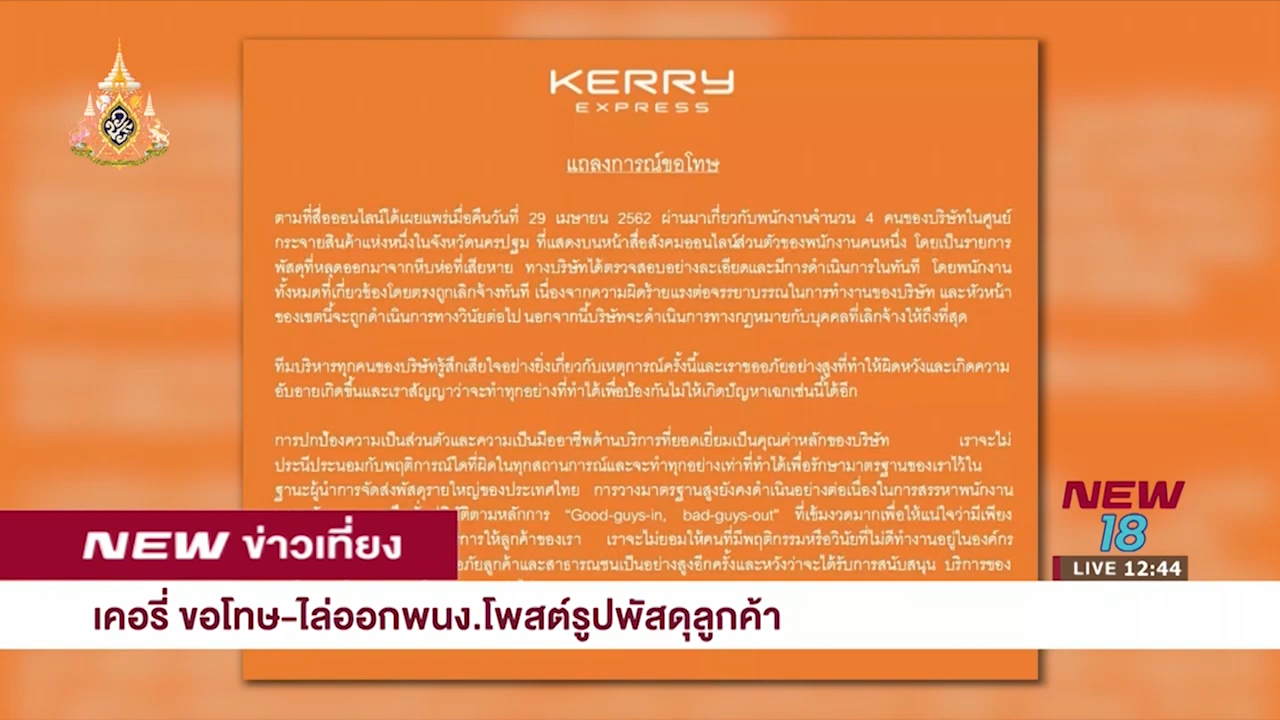 KERRY
EXPRESS
แถลงการณ์ขอโทษ
ตามที่สื่อออนไลน์ได้เผยแพร่เมื่อคืนวันที่ 29 เมษายน 2562 ผ่านมาเกี่ยวกับพนักงานจำนวน 4 คนของบริษัทในศูนย์
กระจายสินค้าแห่งหนึ่งในจังหวัดนครปฐม ที่แสดงบนหน้าสื่อสังคมออนไลน์ส่วนตัวของพนักงานคนหนึ่ง โดยเป็นรายการ
พัสดุที่หลุดออกมาจากหีบห่อที่เสียหาย ทางบริษัทได้ตรวจสอบอย่างละเอียดและมีการดำเนินการในทันที โดยพนักงาน
ทั้งหมดที่เกี่ยวข้องโดยตรงถูกเลิกจ้างทันที เนื่องจากความผิดร้ายแรงต่อจรรยาบรรณในการทำงานของบริษัท และหัวหน้า
ของเขตนี้จะถูกดำเนินการทางวินัยต่อไป นอกจากนี้บริษัทจะดำเนินการทางกฎหมายกับบุคคลที่เลิกจ้างให้ถึงที่สุด
ทีมบริหารทุกคนของบริษัทรู้สึกเสียใจอย่างยิ่งเกี่ยวกับเหตุการณ์ครั้งนี้และเราขออภัยอย่างสูงที่ทำให้ผิดหวังและเกิดความ
อับอายเกิดขึ้นและเราสัญญาว่าจะทำทุกอย่างที่ทำได้เพื่อป้องกันไม่ให้เกิดปัญหาเฉกเช่นนี้ได้อีก
การปกป้องความเป็นส่วนตัวและความเป็นมืออาชีพด้านบริการที่ยอดเยี่ยมเป็นคุณค่าหลักของบริษัท เราจะไม่
ประนีประนอมกับพฤติการณ์ใดที่ผิดในทุกสถานการณ์และจะทำทุกอย่างเท่าที่ทำได้เพื่อรักษามาตรฐานของเราไว้ใน
ฐานะผู้นำการจัดส่งพัสดุรายใหญ่ของประเทศไทย การวางมาตรฐานสูงยังคงดำเนินอย่างต่อเนื่องในการสรรหาพนักงาน
ตามหลักการ "Good-guys-in, bad-guys-out" ที่เข้มงวดมากเพื่อให้แน่ใจว่ามีเพียง
การให้ลูกค้าของเรา เราจะไม่ยอมให้คนที่มีพฤติกรรมหรือวินัยที่ไม่ดีทำงานอยู่ในองค์กร
ภัยลูกค้าและสาธารณชนเป็นอย่างสูงอีกครั้งและหวังว่าจะได้รับการสนับสนุน บริการของ
NEW
18
LIVE 12:44
NEW ข่าวเที่ยง
เคอรี่ ขอโทษ-ไล่ออกพนง.โพสต์รูปพัสดุลูกค้า